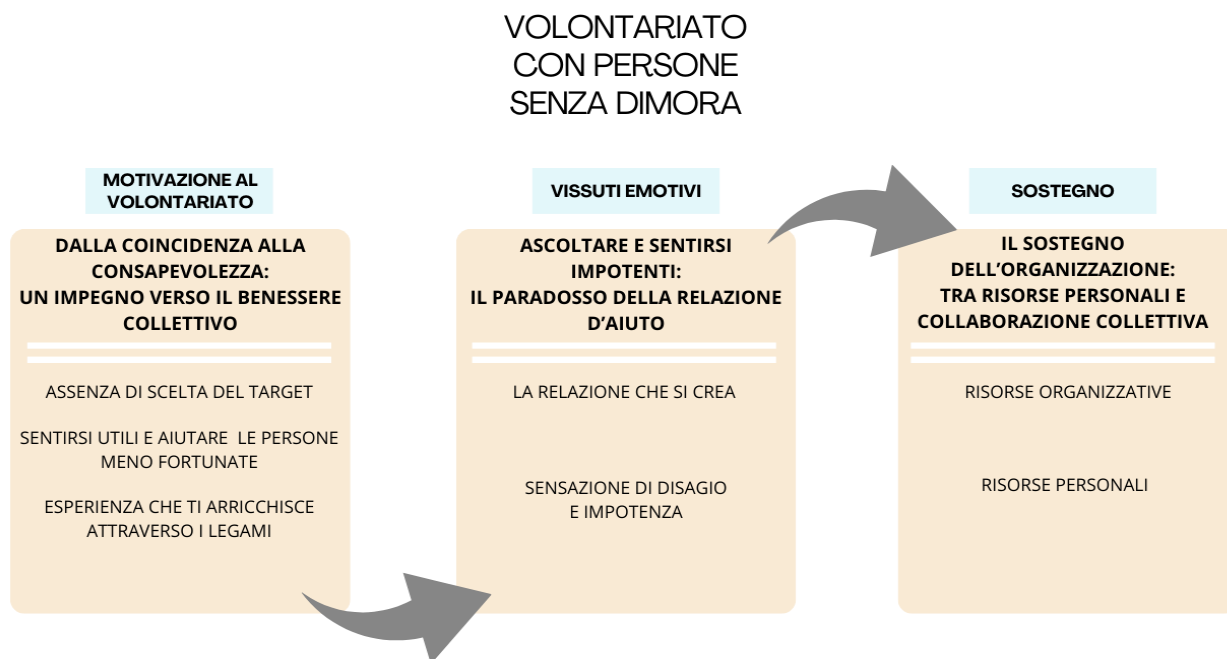 VOLONTARIATO
CON PERSONE
SENZA DIMORA
MOTIVAZIONE AL
VOLONTARIATO
DALLA COINCIDENZA ALLA
CONSAPEVOLEZZA:
UN IMPEGNO VERSO IL BENESSERE
COLLETTIVO
ASSENZA DI SCELTA DEL TARGET
SENTIRSI UTILI E AIUTARE LE PERSONE
MENO FORTUNATE
ESPERIENZA CHE TI ARRICCHISCE
ATTRAVERSO I LEGAMI
VISSUTI EMOTIVI
ASCOLTARE E SENTIRSI
IMPOTENTI:
IL PARADOSSO DELLA RELAZIONE
D’AIUTO
LA RELAZIONE CHE SI CREA
SENSAZIONE DI DISAGIO
E IMPOTENZA
SOSTEGNO
IL SOSTEGNO
DELL’ORGANIZZAZIONE:
TRA RISORSE PERSONALI E
COLLABORAZIONE COLLETTIVA
RISORSE ORGANIZZATIVE
RISORSE PERSONALI